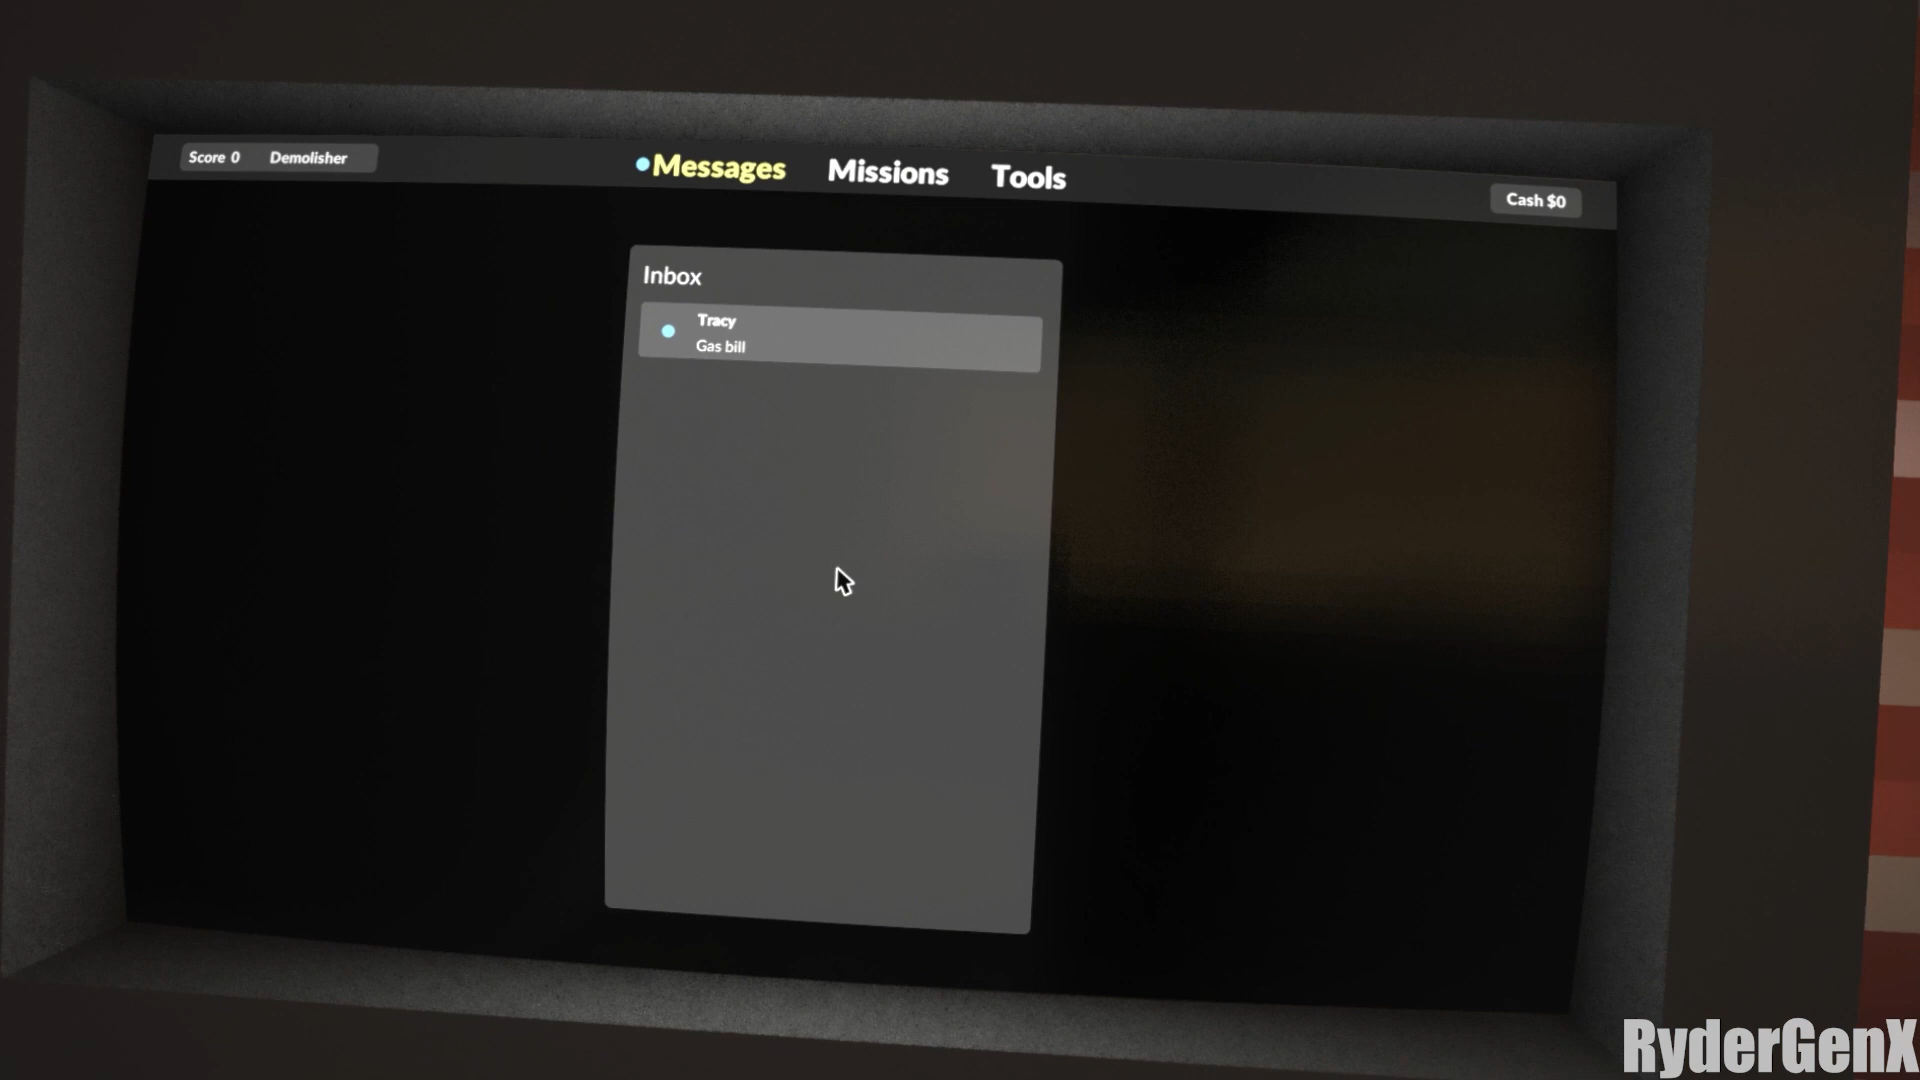 Score 0 Demolisher
Messages Missions Tools
Cash $0
Inbox
Tracy
Gas bill
RyderGenX